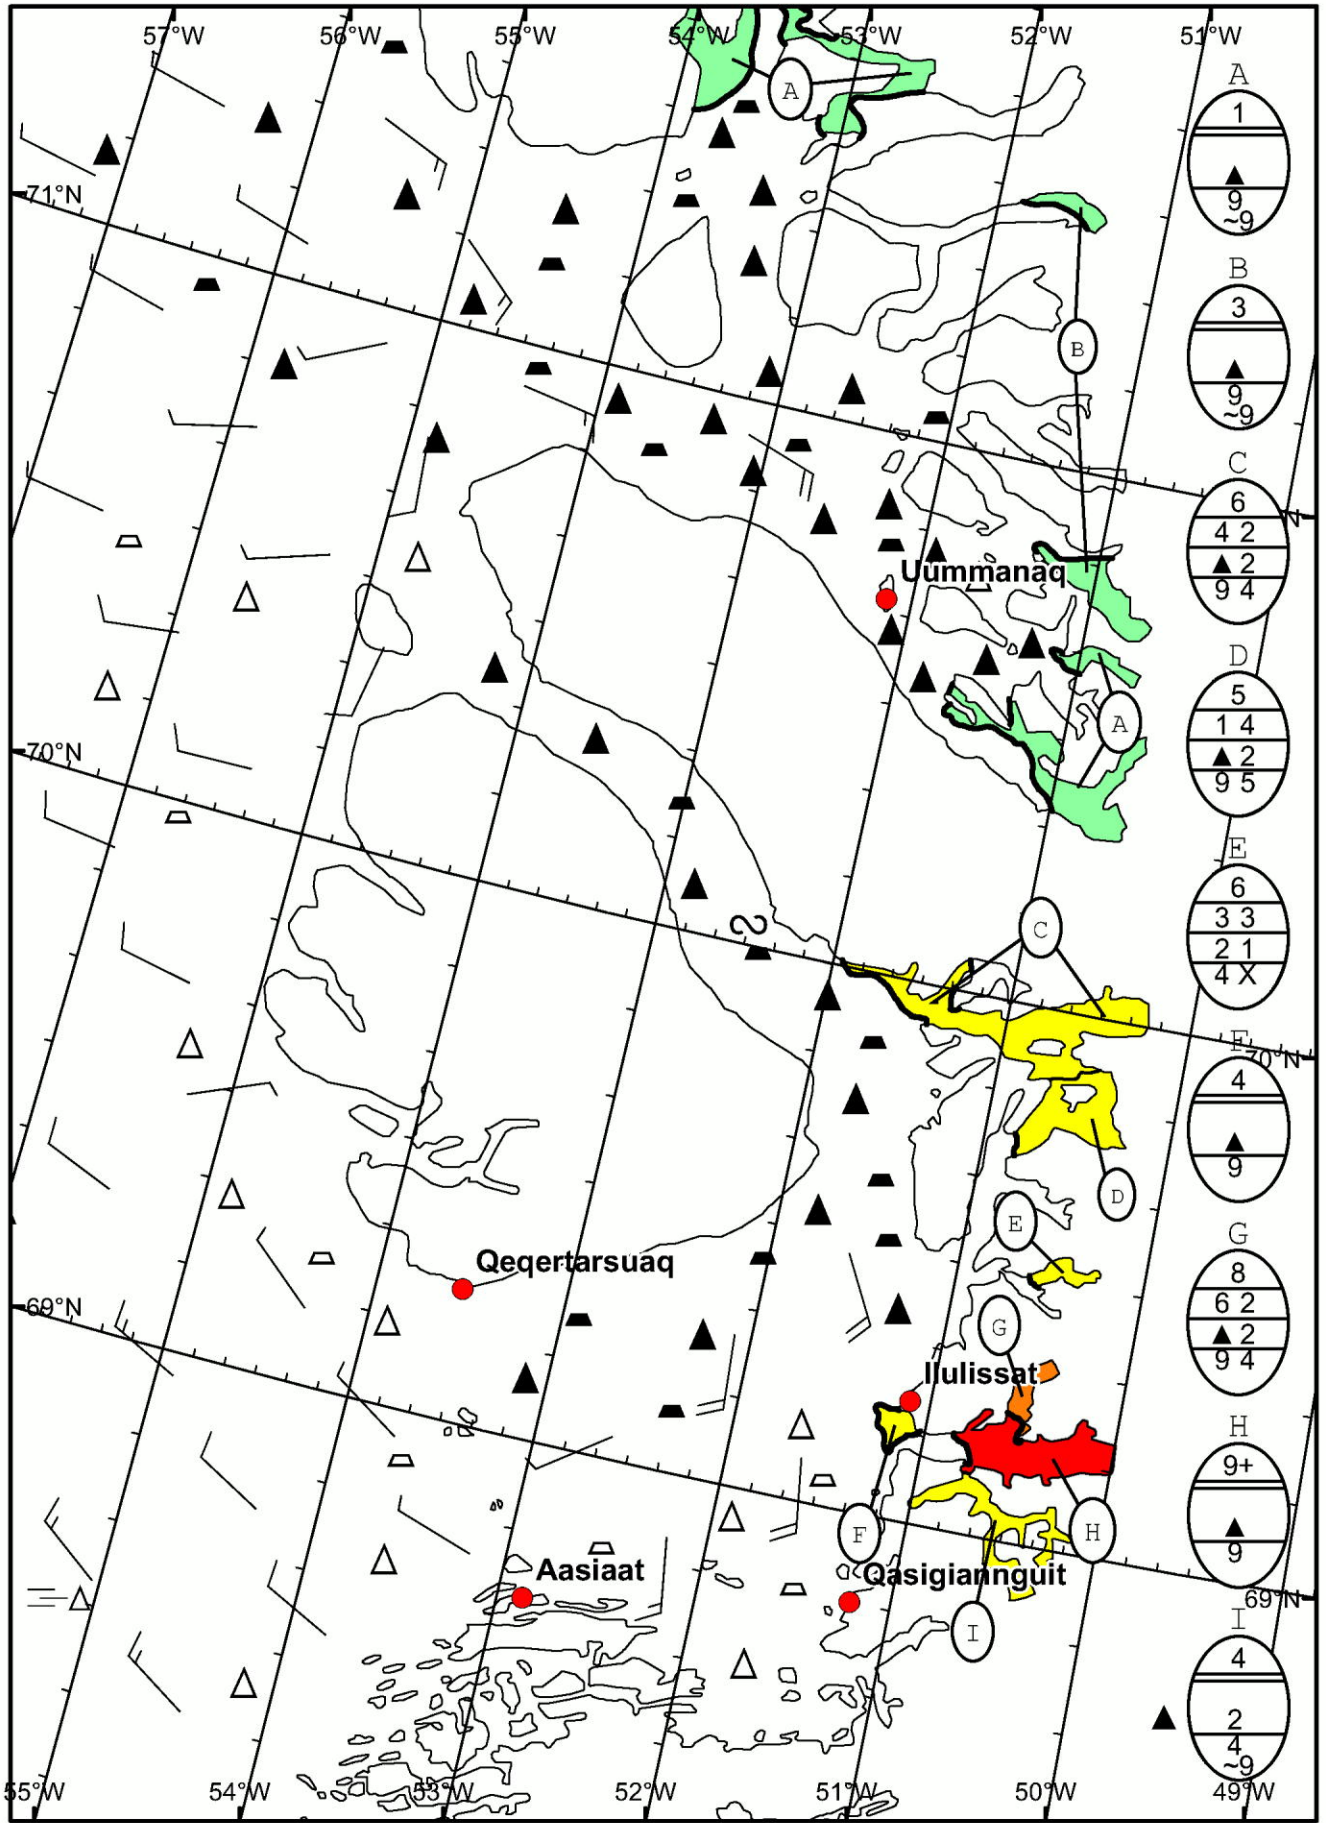 57°W 56°W 55°W 54°W 53°W 52°W 51°W
A
1
9
~9
A
71°N
B
3
9
~9
B
C
6
4 2
▲ 2
9 4
N
Uummanaq
D
5
1 4
▲ 2
9 5
A
70°N
E
6
3 3
2 1
4 X
C
F
70°N
4
9
D
E
G
8
6 2
▲ 2
9 4
Qeqertarsuaq
69°N
G
Ilulissat
H
9+
9
F
H
Aasiaat
Qasigiannguit
69°N
I
I
4
2
4
~9
55°W 54°W 53°W 52°W 51°W 50°W 49°W